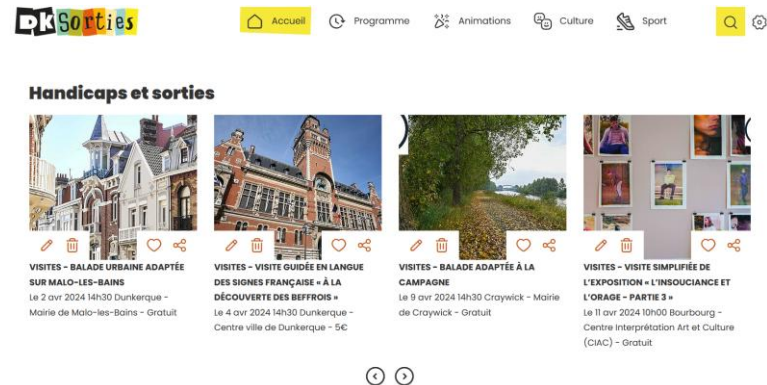 DK Sorties
Accueil
Programme
Animations
Culture
Sport
Handicaps et sorties
VISITES - BALADE URBAINE ADAPTÉE
SUR MALO-LES-BAINS
Le 2 avr 2024 14h30 Dunkerque -
Mairie de Malo-les-Bains - Gratuit
VISITES - VISITE GUIDÉE EN LANGUE
DES SIGNES FRANÇAISE « À LA
DÉCOUVERTE DES BEFFROIS »
Le 4 avr 2024 14h30 Dunkerque -
Centre ville de Dunkerque - 5€
VISITES - BALADE ADAPTÉE À LA
CAMPAGNE
Le 9 avr 2024 14h30 Craywick - Mairie
de Craywick - Gratuit
VISITES - VISITE SIMPLIFIÉE DE
L'EXPOSITION « L'INSOUCIANCE ET
L'ORAGE - PARTIE 3 »
Le 11 avr 2024 10h00 Bourbourg -
Centre Interprétation Art et Culture
(CIAC) - Gratuit